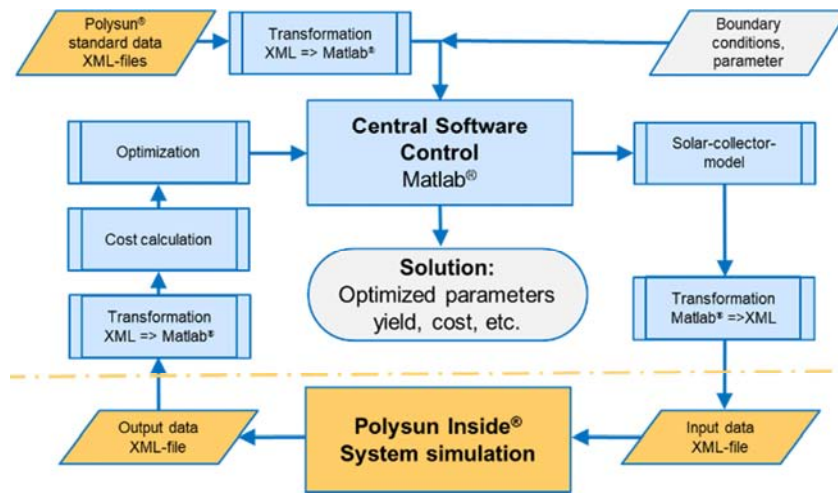 Polysun®
standard data
XML-files
Transformation
XML => Matlab®
Boundary
conditions,
parameter
Optimization
Central Software
Control
Matlab®
Solar-collector-
model
Cost calculation
Solution:
Optimized parameters
yield, cost, etc.
Transformation
XML => Matlab®
Transformation
Matlab® =>XML
Output data
XML-file
Polysun Inside®
System simulation
Input data
XML-file